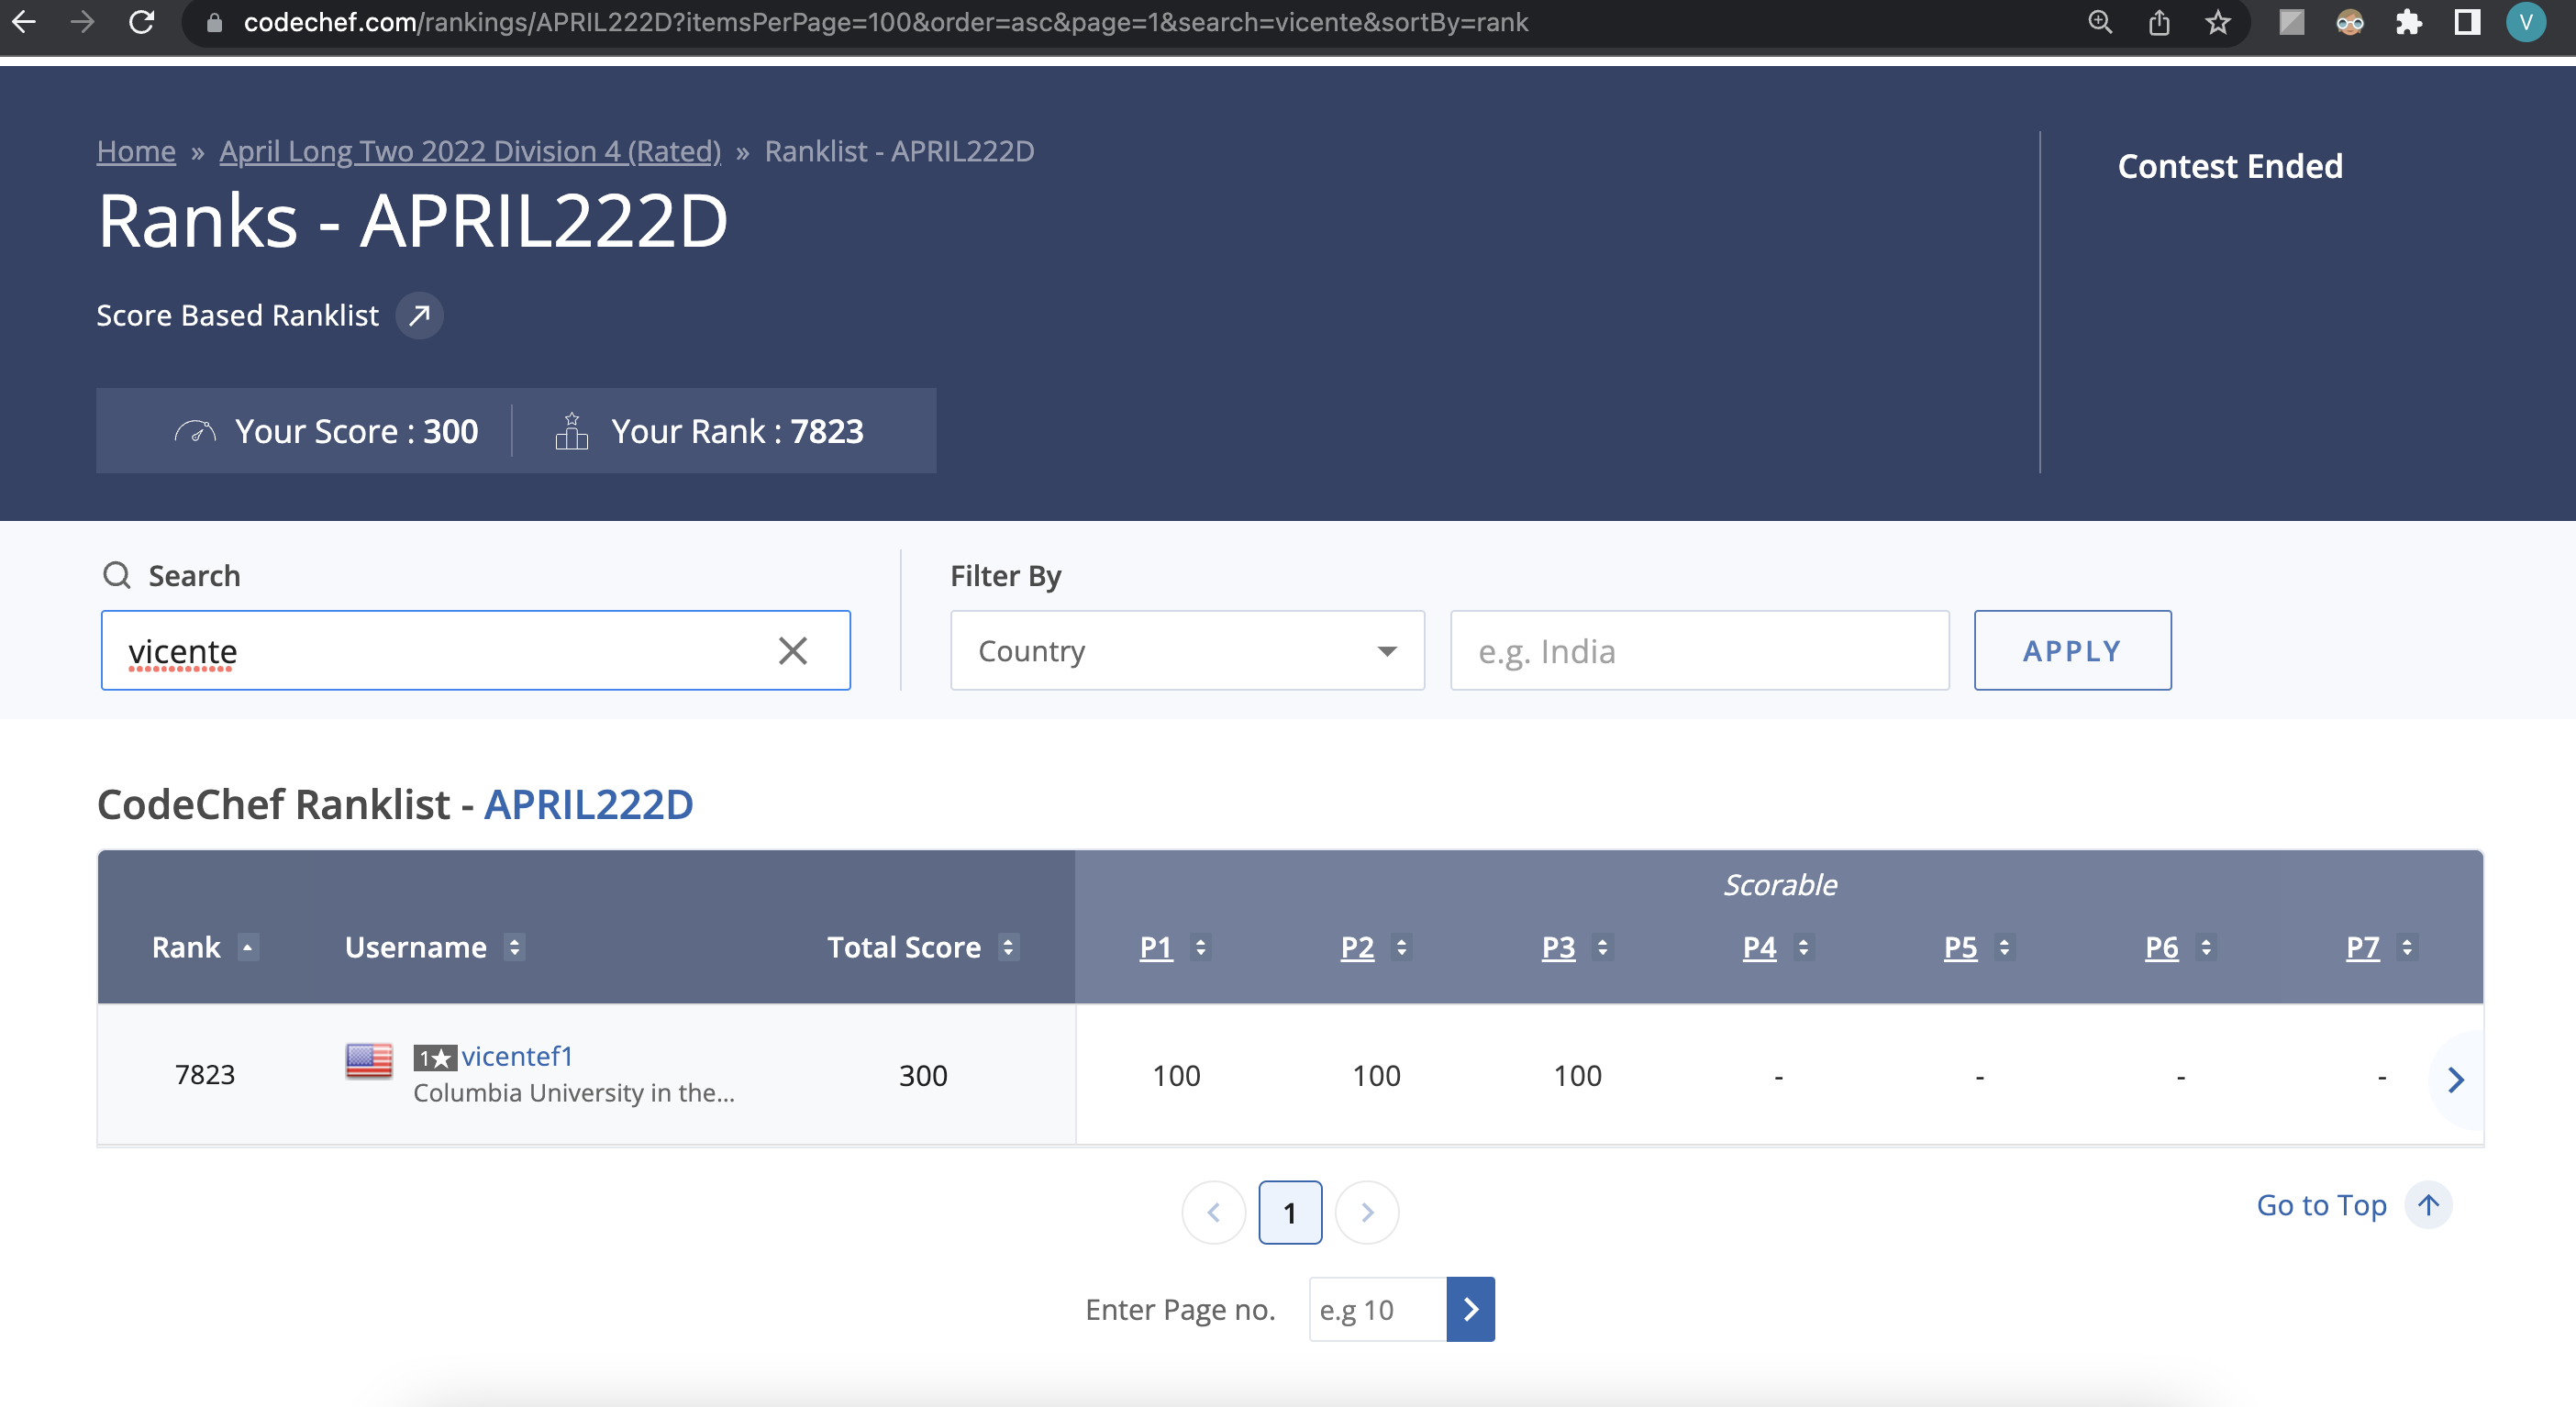 codechef.com/rankings/APRIL222D?itemsPerPage=100&order=asc&page=1&search=vicente&sortBy=rank
V
Home » April Long Two 2022 Division 4 (Rated) » Ranklist - APRIL222D
Contest Ended
Ranks - APRIL222D
Score Based Ranklist
Your Score : 300
Your Rank : 7823
Search
Filter By
vicente
Country
e.g. India
APPLY
CodeChef Ranklist - APRIL222D
Scorable
Rank Username Total Score P1 P2 P3 P4 P5 P6 P7
7823 1★ vicentef1 300 100 100 100 - - - -
Columbia University in the...
1
Go to Top
Enter Page no. e.g 10